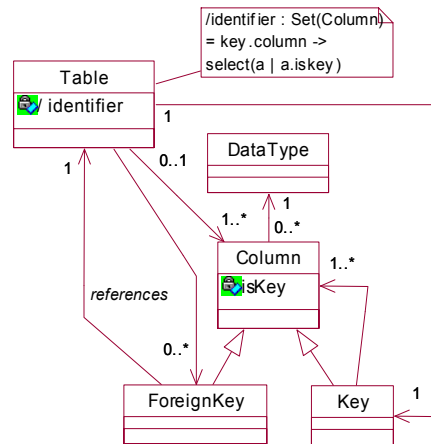 /identifier : Set(Column)
= key.column ->
select(a | a.iskey)
Table
/ identifier
1
0..1
DataType
1
1
1..*
0..*
Column
isKey
1..*
references
0..*
ForeignKey
Key
1